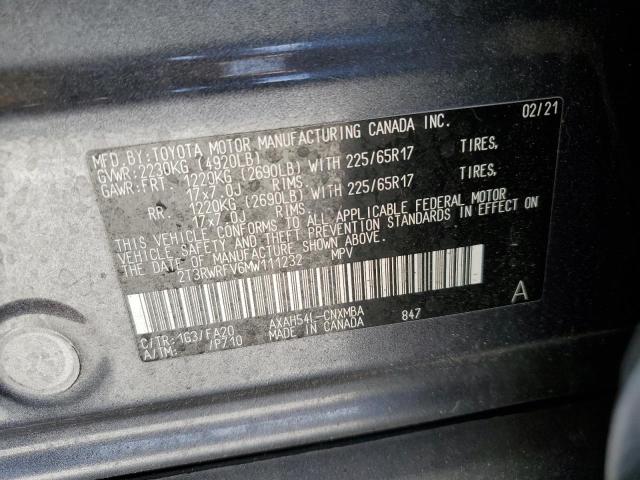 MFD. BY: TOYOTA MOTOR MANUFACTURING CANADA INC. 02/21
GVWR: 2230KG (4920LB)
GAWR: FRT. 1220KG (2690LB) WITH 225/65R17 TIRES,
17X7.0J RIMS.
RR. 1220KG (2690LB) WITH 225/65R17 TIRES,
17X7.0J RIMS.
THIS VEHICLE CONFORMS TO ALL APPLICABLE FEDERAL MOTOR
VEHICLE SAFETY AND THEFT PREVENTION STANDARDS IN EFFECT ON
THE DATE OF MANUFACTURE SHOWN ABOVE.
2T3RWRFV6MW111232 MPV
A
C/TR: 1G3/FA20 AXAH54L-CNXMBA 847
A/TM: /P710 MADE IN CANADA